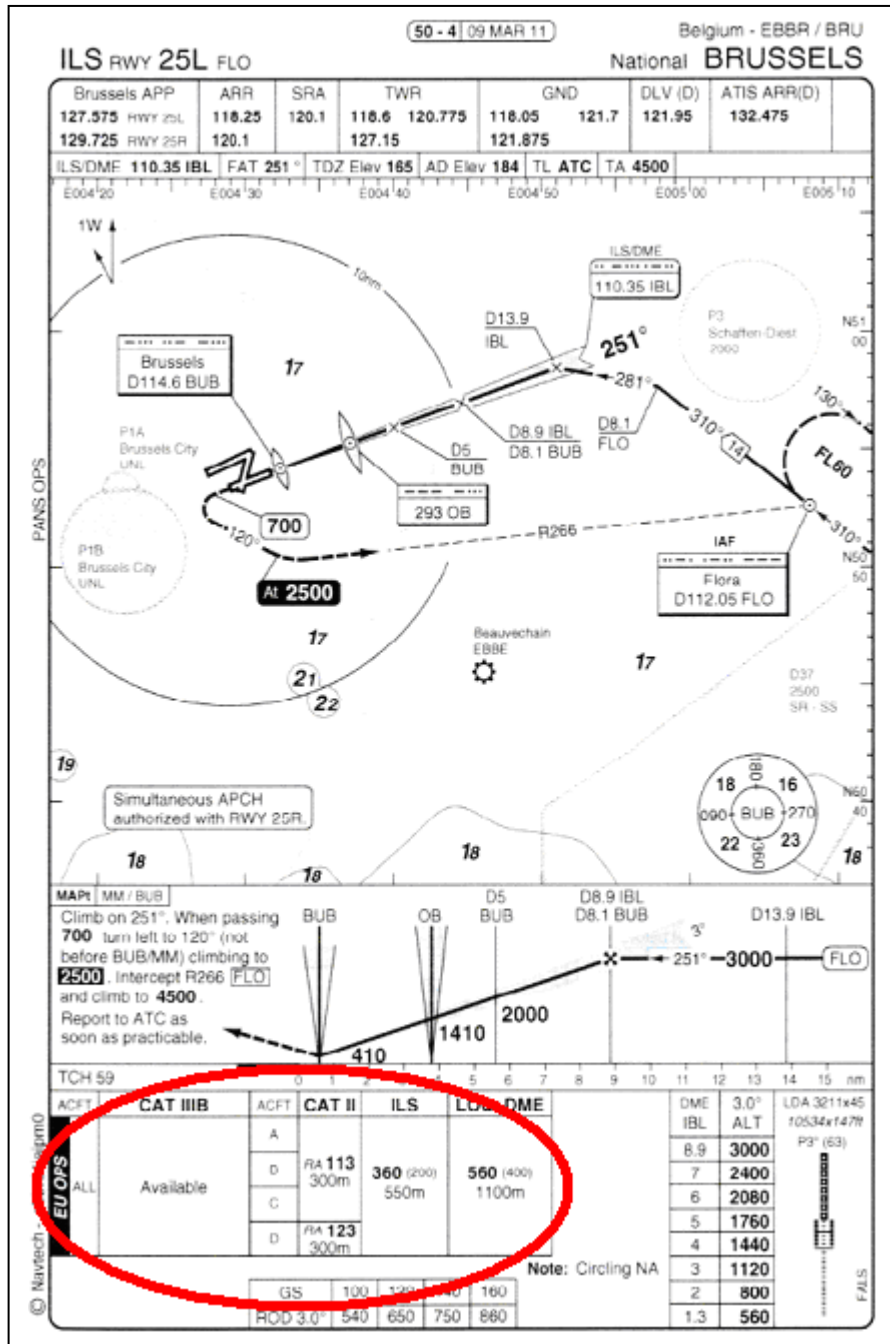 50 - 4 09 MAR 11
Belgium - EBBR / BRU
ILS RWY 25L FLO
National BRUSSELS
Brussels APP ARR SRA TWR GND DLV (D) ATIS ARR(D)
127.575 RWY 25L 118.25 120.1 118.6 120.775 118.05 121.7 121.95 132.475
129.725 RWY 25R 120.1 127.15 121.875
ILS/DME 110.35 IBL FAT 251° TDZ Elev 165 AD Elev 184 TL ATC TA 4500
E004°20 E004°30 E004°40 E004°50 E005°00 E005°10
1W
10nm
ILS/DME
110.35 IBL
D13.9
IBL
251°
P3
Schaffen-Diest
2000
N51
00
Brussels
D114.6 BUB
17
281°
130°
P1A
Brussels City
UNL
D5
BUB
D8.9 IBL
D8.1 BUB
D8.1
FLO
310°
14
FL60
293 OB
PANS OPS
700
120°
R266
310°
P1B
Brussels City
UNL
At 2500
IAF
Flora
D112.05 FLO
N50
50
17
Beauvechain
EBBE
17
21
22
D37
2500
SR - SS
19
Simultaneous APCH
authorized with RWY 25R.
180
18 16
090 BUB 270
22 23
360
N50
40
18
18
18
18
MAPt MM / BUB
Climb on 251°. When passing
700 turn left to 120° (not
before BUB/MM) climbing to
2500 . Intercept R266 FLO
and climb to 4500 .
Report to ATC as
soon as practicable.
BUB
OB
D5
BUB
D8.9 IBL
D8.1 BUB
D13.9 IBL
3°
251° 3000 FLO
2000
1410
410
TCH 59 0 1 2 3 4 5 6 7 8 9 10 11 12 13 14 15 nm
ACFT CAT IIIB ACFT CAT II ILS DME
EU OPS
ALL Available
A
D
C
D
RA 113
300m
RA 123
300m
360 (200)
550m
560 (400)
1100m
Note: Circling NA
GS 100 160
ROD 3.0° 540 650 750 860
DME 3.0°
IBL ALT
8.9 3000
7 2400
6 2080
5 1760
4 1440
3 1120
2 800
1.3 560
LDA 3211x45
10534x147ft
P3° (63)
FALS
© Navtech -